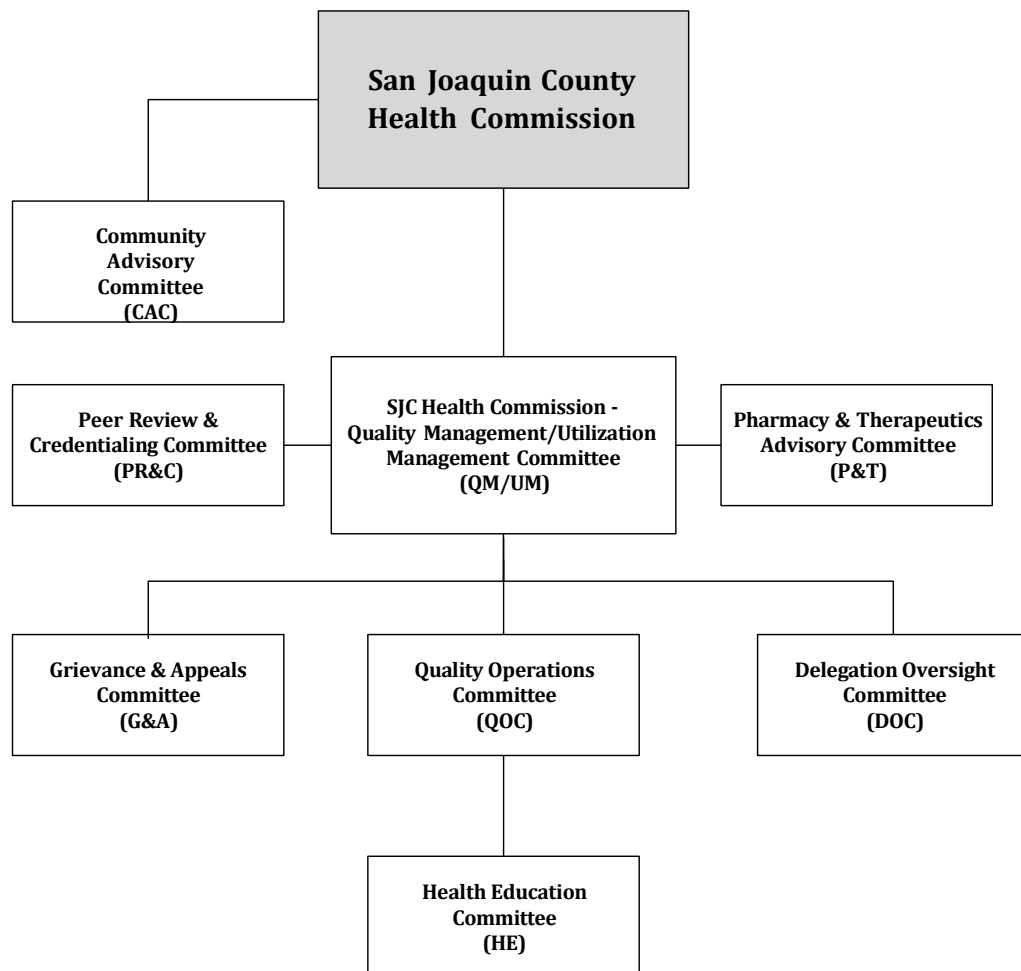 San Joaquin County
Health Commission
Community
Advisory
Committee
(CAC)
Peer Review &
Credentialing Committee
(PR&C)
SJC Health Commission -
Quality Management/Utilization
Management Committee
(QM/UM)
Pharmacy & Therapeutics
Advisory Committee
(P&T)
Grievance & Appeals
Committee
(G&A)
Quality Operations
Committee
(QOC)
Delegation Oversight
Committee
(DOC)
Health Education
Committee
(HE)